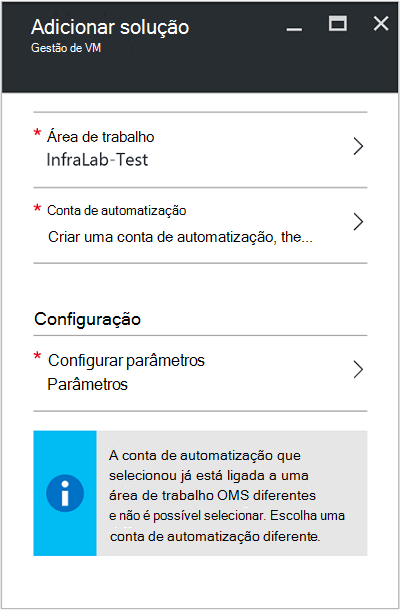 Adicionar solução
Gestão de VM
* Área de trabalho
InfraLab-Test
* Conta de automatização
Criar uma conta de automatização, the...
Configuração
* Configurar parâmetros
Parâmetros
A conta de automatização que
selecionou já está ligada a uma
área de trabalho OMS diferentes
e não é possível selecionar. Escolha uma
conta de automatização diferente.